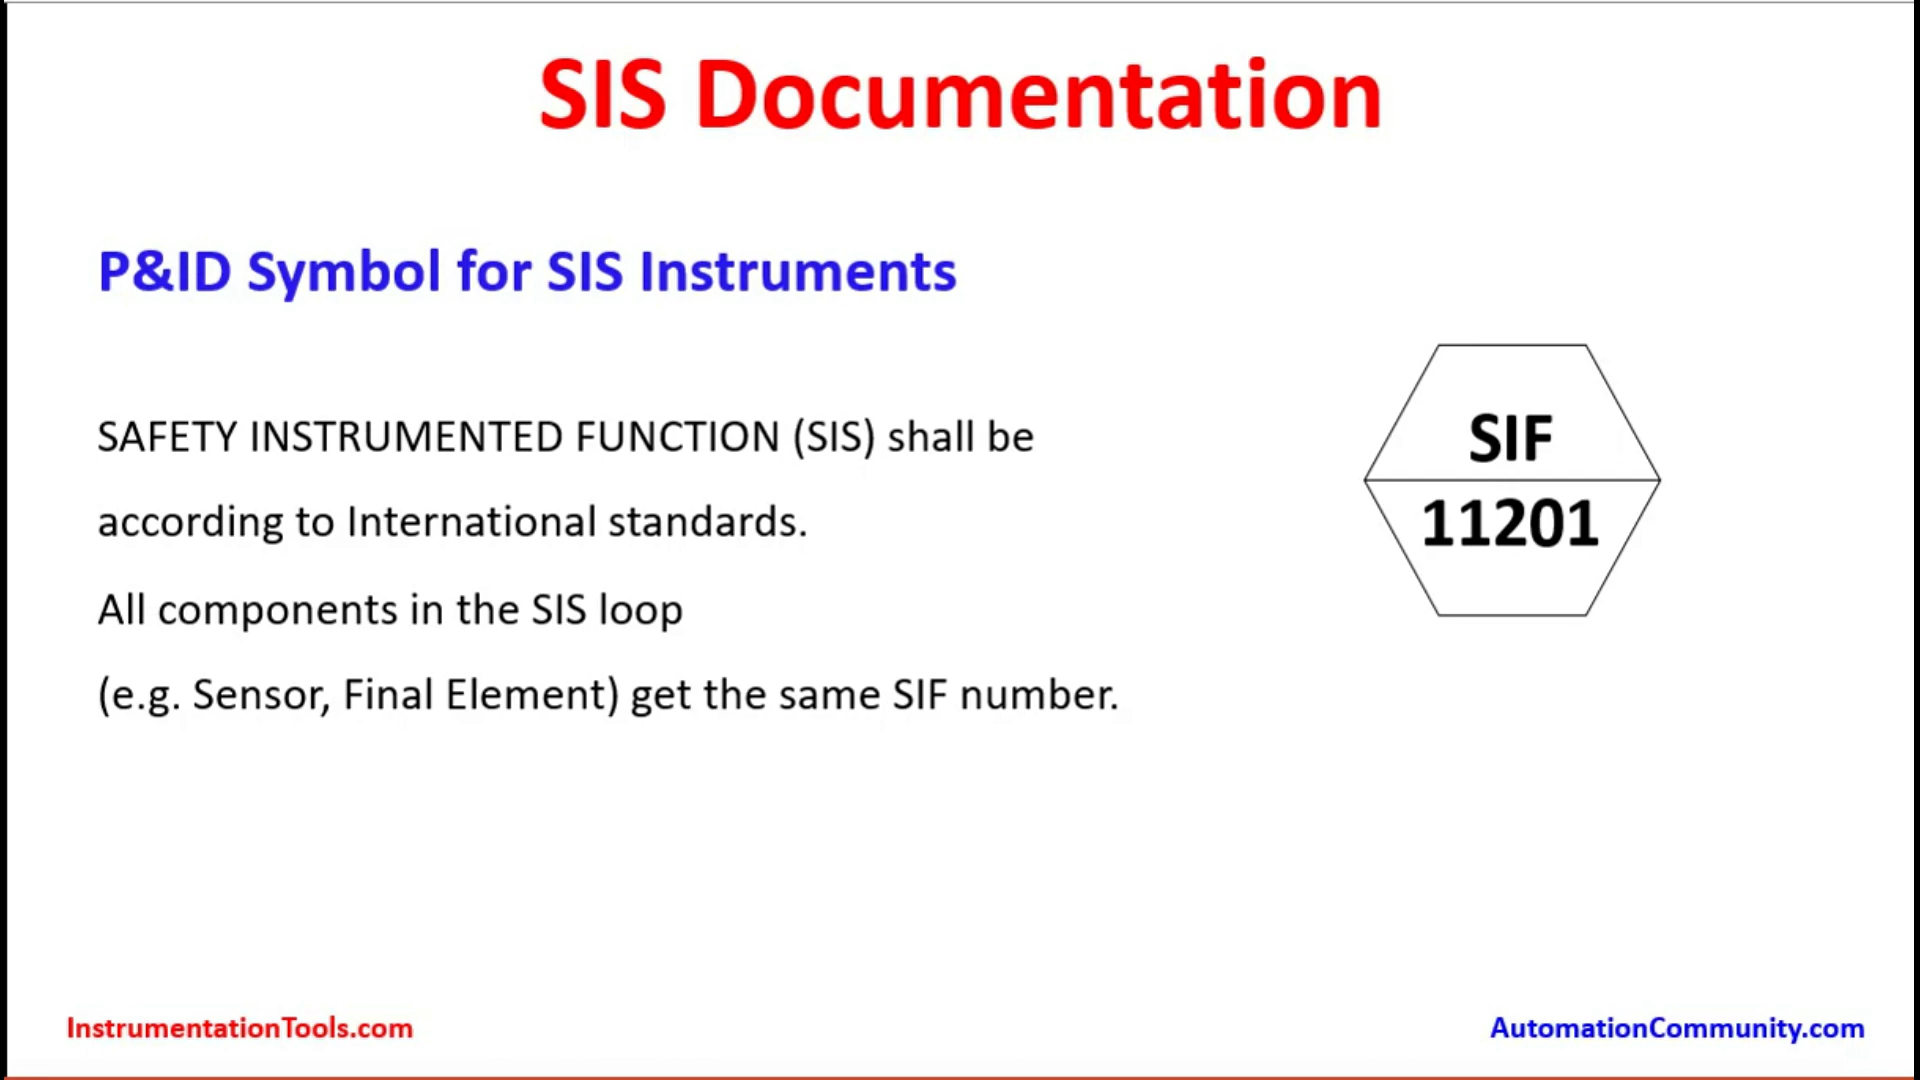 SIS Documentation
P&ID Symbol for SIS Instruments
SAFETY INSTRUMENTED FUNCTION (SIS) shall be
according to International standards.
All components in the SIS loop
(e.g. Sensor, Final Element) get the same SIF number.
SIF
11201
InstrumentationTools.com
AutomationCommunity.com